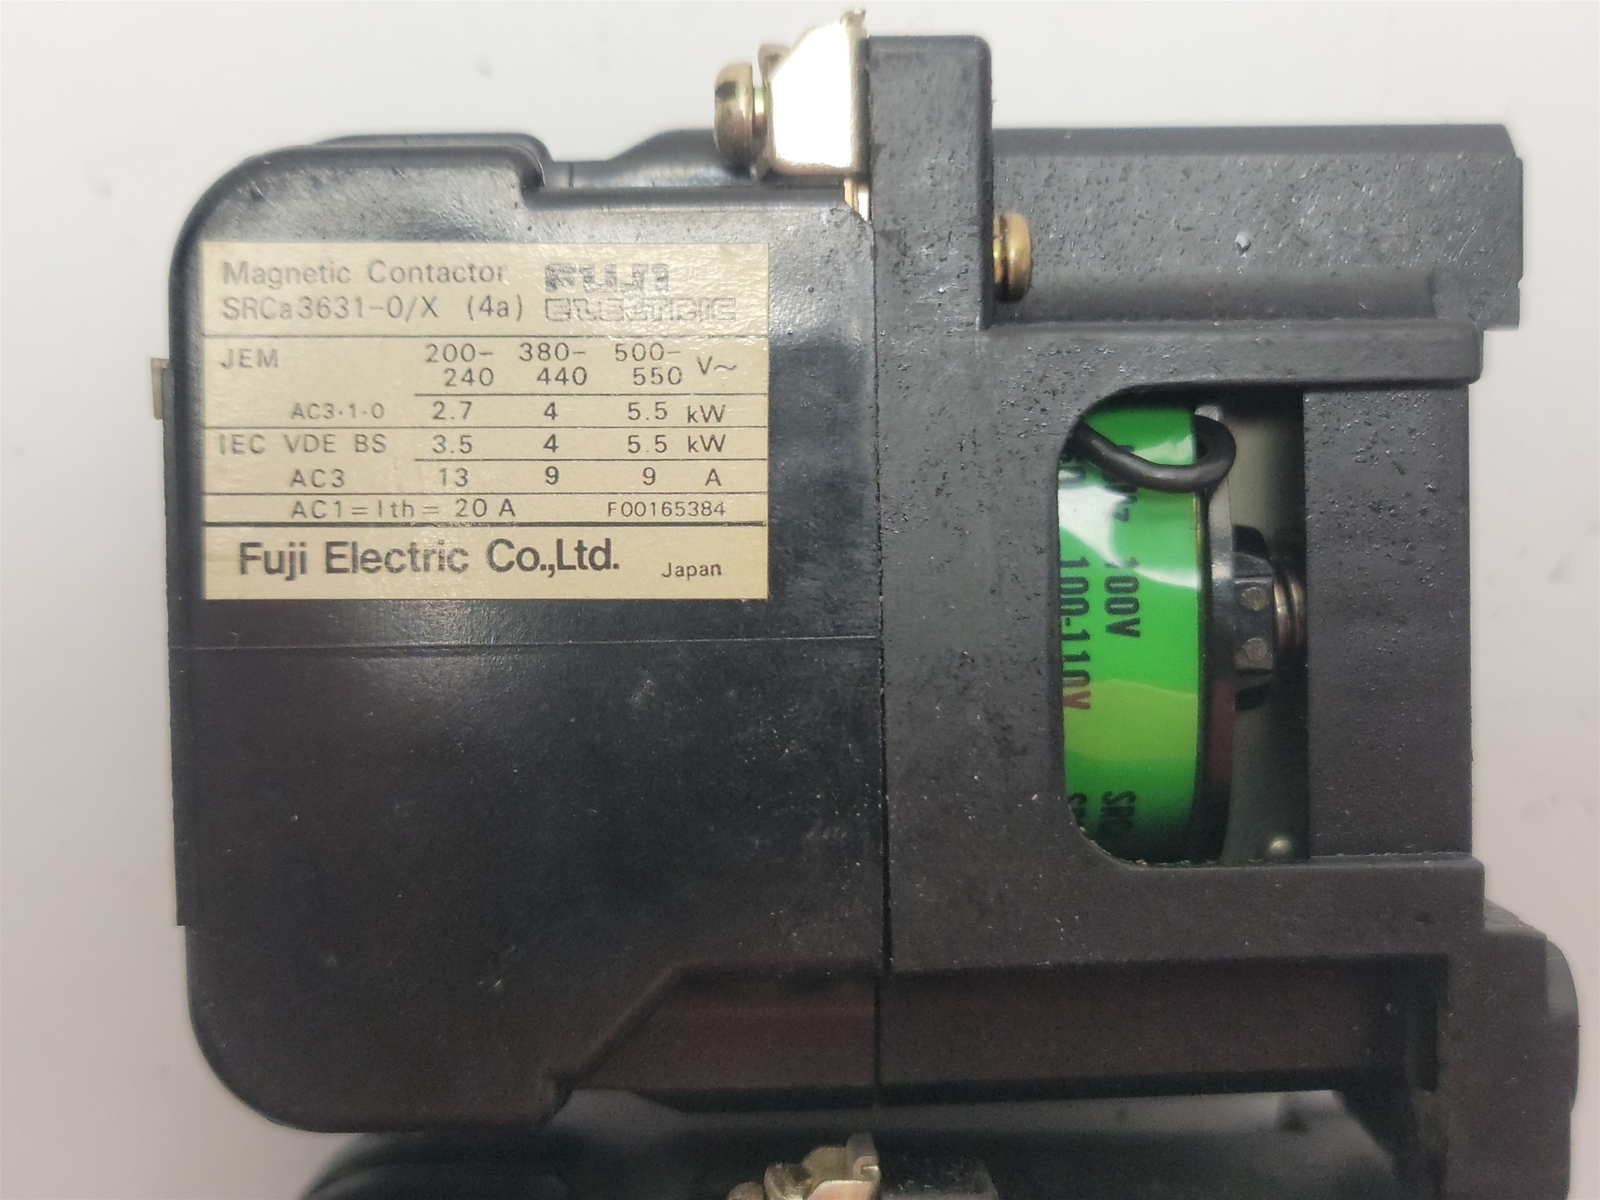 Magnetic Contactor FUJI
SRCa3631-0/X (4a) ELECTRIC
JEM 200- 380- 500- V~
240 440 550
AC3-1-0 2.7 4 5.5 kW
IEC VDE BS 3.5 4 5.5 kW
AC3 13 9 9 A
AC1=Ith= 20 A F00165384
Fuji Electric Co.,Ltd. Japan
100V
100-110V